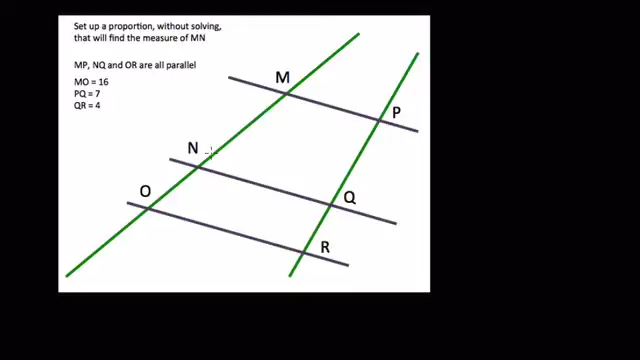 Set up a proportion, without solving,
that will find the measure of MN
MP, NQ and OR are all parallel
MO = 16
PQ = 7
QR = 4
M
P
N
O
Q
R